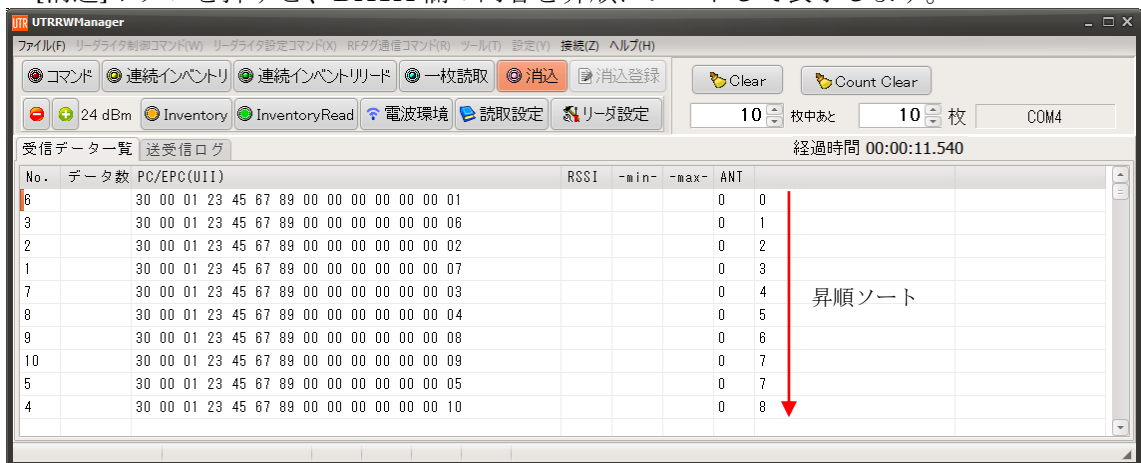 UTRRWManager
ファイル(F) リーダライタ制御コマンド(W) リーダライタ設定コマンド(X) RFタグ通信コマンド(R) ツール(T) 設定(Y) 接続(Z) ヘルプ(H)
コマンド 連続インベントリ 連続インベントリリード 一枚読取 消込 消込登録 Clear Count Clear
24 dBm Inventory InventoryRead 電波環境 読取設定 リーダ設定 10 枚中あと 10 枚 COM4
受信データ一覧 送受信ログ 経過時間 00:00:11.540
No. データ数 PC/EPC(UII) RSSI -min- -max- ANT
6 30 00 01 23 45 67 89 00 00 00 00 00 00 01 0 0
3 30 00 01 23 45 67 89 00 00 00 00 00 00 06 0 1
2 30 00 01 23 45 67 89 00 00 00 00 00 00 02 0 2
1 30 00 01 23 45 67 89 00 00 00 00 00 00 07 0 3
7 30 00 01 23 45 67 89 00 00 00 00 00 00 03 0 4
昇順ソート
8 30 00 01 23 45 67 89 00 00 00 00 00 00 04 0 5
9 30 00 01 23 45 67 89 00 00 00 00 00 00 08 0 6
10 30 00 01 23 45 67 89 00 00 00 00 00 00 09 0 7
5 30 00 01 23 45 67 89 00 00 00 00 00 00 05 0 7
4 30 00 01 23 45 67 89 00 00 00 00 00 00 10 0 8